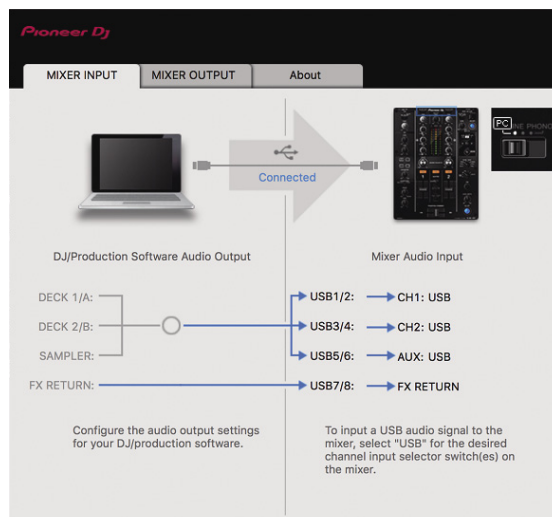 Pioneer Dj
MIXER INPUT
MIXER OUTPUT
About
PC
LINE PHONO
Connected
DJ/Production Software Audio Output
Mixer Audio Input
DECK 1/A:
DECK 2/B:
SAMPLER:
FX RETURN:
USB1/2:
CH1: USB
USB3/4:
CH2: USB
USB5/6:
AUX: USB
USB7/8:
FX RETURN
Configure the audio output settings
for your DJ/production software.
To input a USB audio signal to the
mixer, select "USB" for the desired
channel input selector switch(es) on
the mixer.